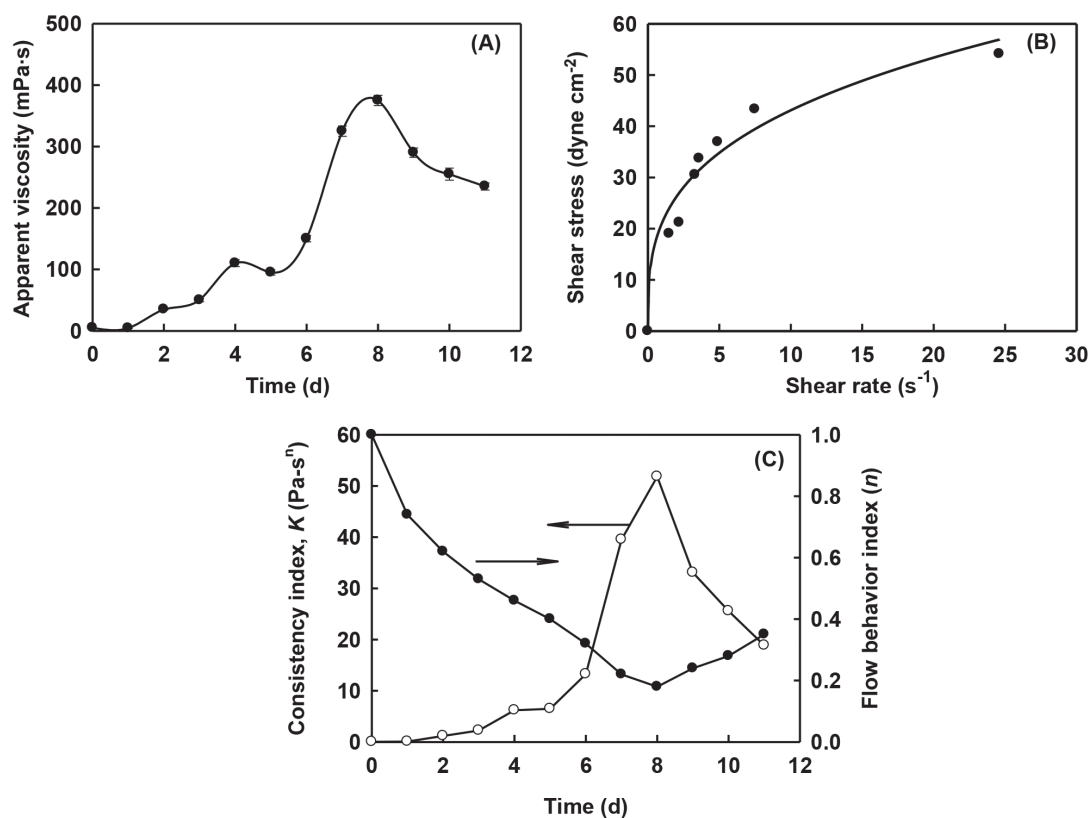 (A)
Apparent viscosity (mPa·s)
500
400
300
200
100
0
0 2 4 6 8 10 12
Time (d)
(B)
Shear stress (dyne cm-2)
60
50
40
30
20
10
0
0 5 10 15 20 25 30
Shear rate (s-1)
(C)
Consistency index, K (Pa-sn)
60
50
40
30
20
10
0
1.0
0.8
0.6
0.4
0.2
0.0
Flow behavior index (n)
0 2 4 6 8 10 12
Time (d)